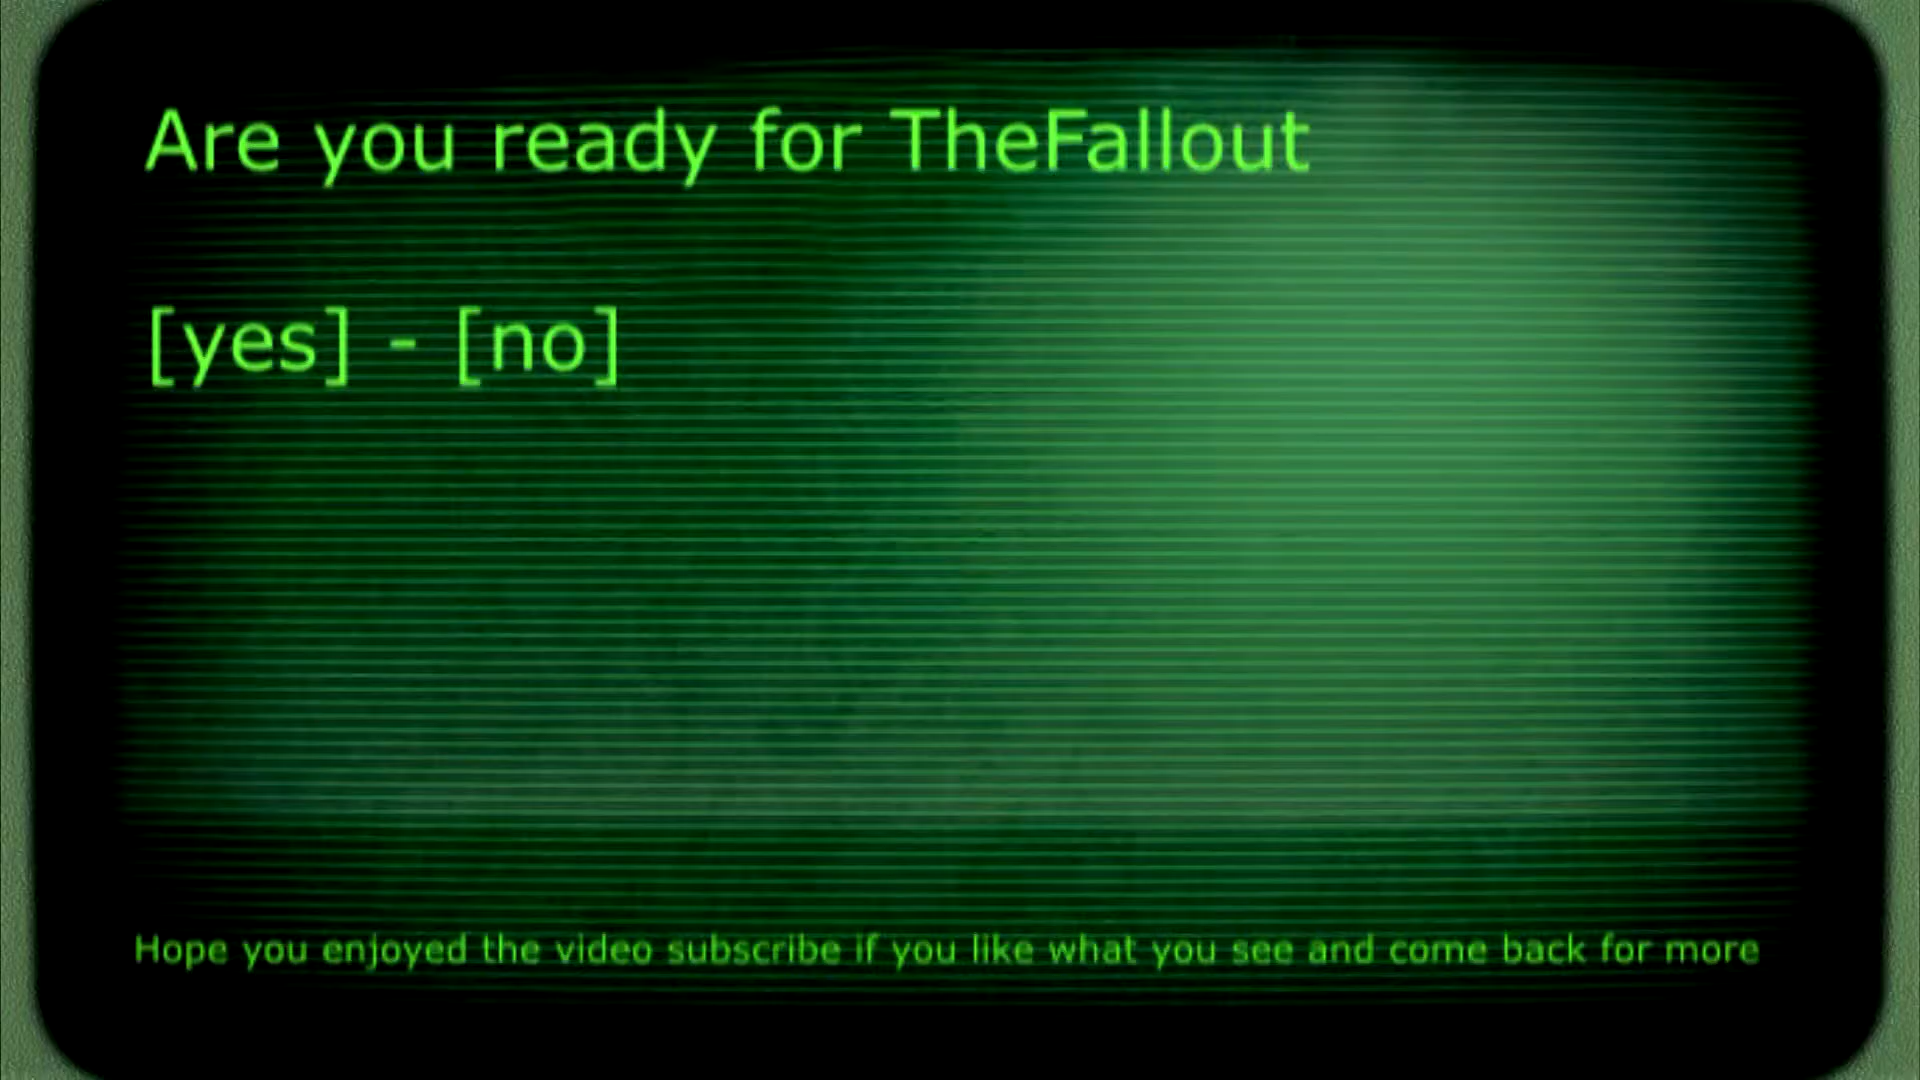 Are you ready for TheFallout
[yes] - [no]
Hope you enjoyed the video subscribe if you like what you see and come back for more